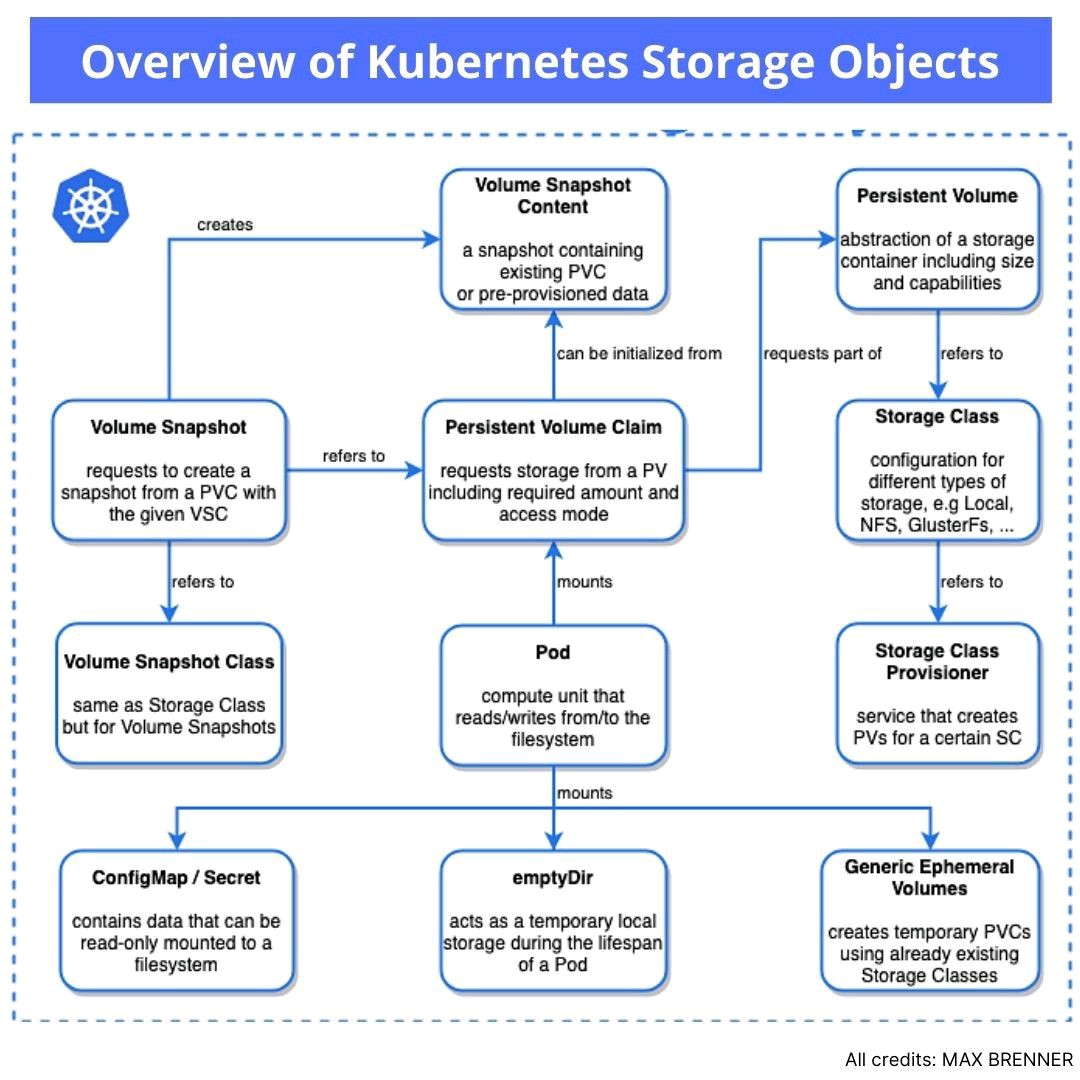 Overview of Kubernetes Storage Objects
creates
Volume Snapshot
Content
a snapshot containing
existing PVC
or pre-provisioned data
Persistent Volume
abstraction of a storage
container including size
and capabilities
can be initialized from
requests part of
refers to
Volume Snapshot
requests to create a
snapshot from a PVC with
the given VSC
refers to
Persistent Volume Claim
requests storage from a PV
including required amount and
access mode
Storage Class
configuration for
different types of
storage, e.g Local,
NFS, GlusterFs, ...
refers to
mounts
refers to
Volume Snapshot Class
same as Storage Class
but for Volume Snapshots
Pod
compute unit that
reads/writes from/to the
filesystem
Storage Class
Provisioner
service that creates
PVs for a certain SC
mounts
ConfigMap / Secret
contains data that can be
read-only mounted to a
filesystem
emptyDir
acts as a temporary local
storage during the lifespan
of a Pod
Generic Ephemeral
Volumes
creates temporary PVCs
using already existing
Storage Classes
All credits: MAX BRENNER